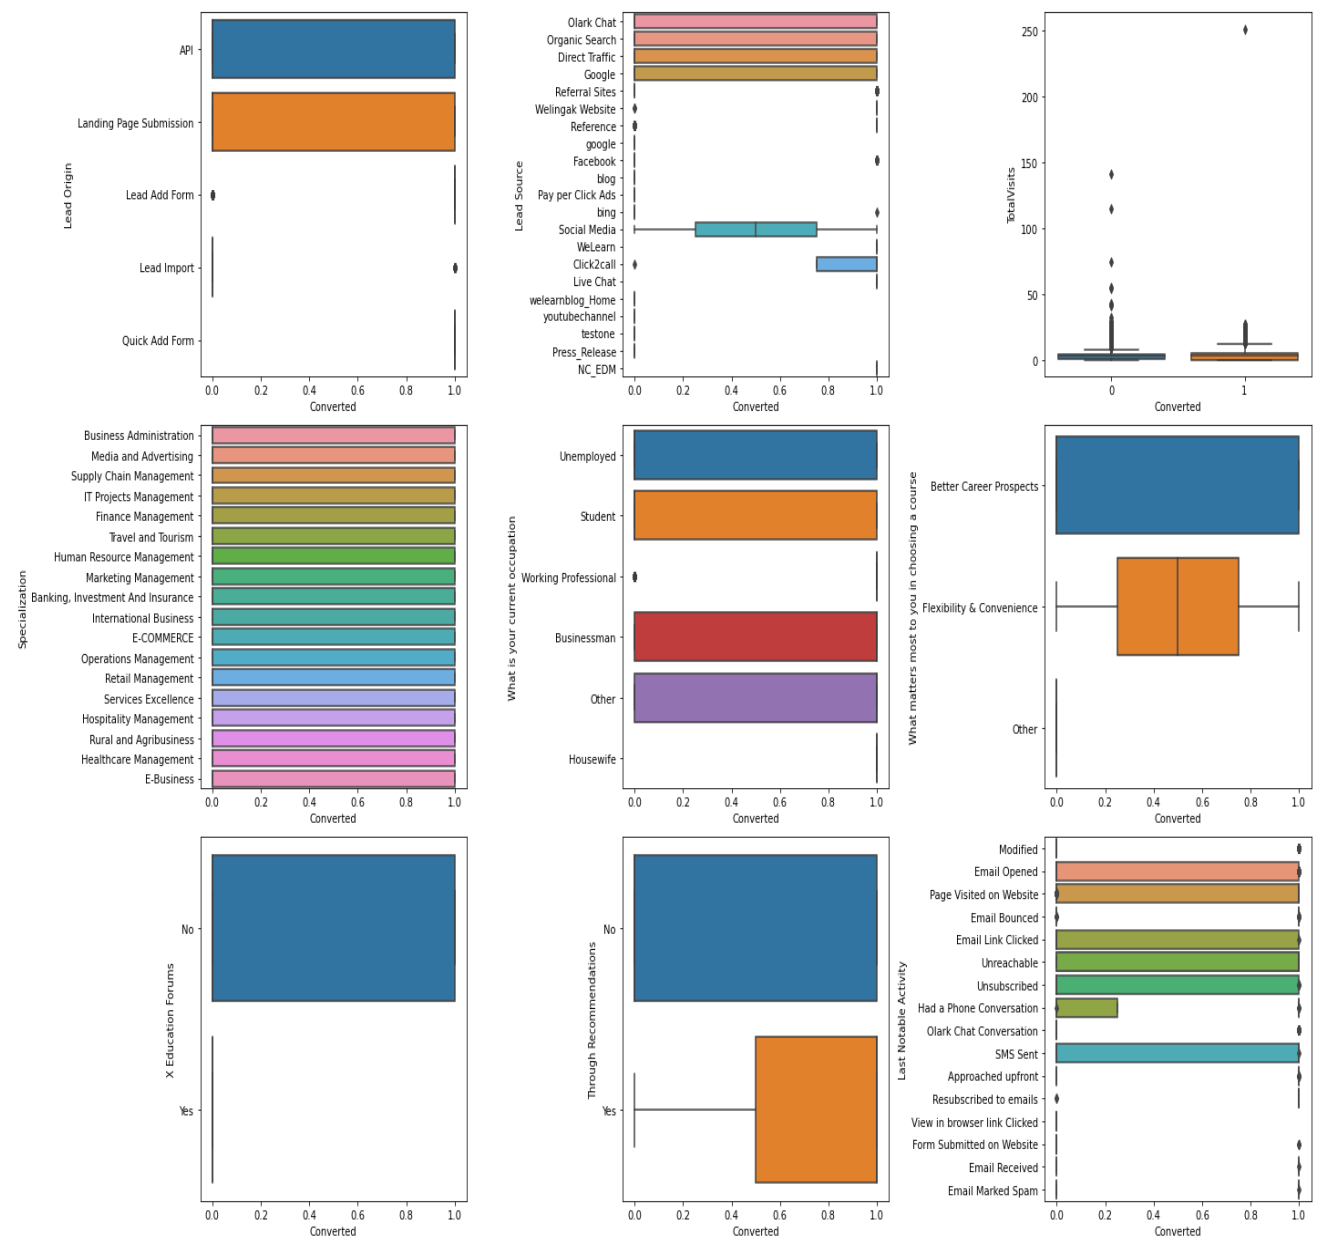 Lead Origin
API
Landing Page Submission
Lead Add Form
Lead Import
Quick Add Form
0.0 0.2 0.4 0.6 0.8 1.0
Converted
Lead Source
Olark Chat
Organic Search
Direct Traffic
Google
Referral Sites
Welingak Website
Reference
google
Facebook
blog
Pay per Click Ads
bing
Social Media
WeLearn
Click2call
Live Chat
welearnblog_Home
youtubechannel
testone
Press_Release
NC_EDM
0.0 0.2 0.4 0.6 0.8 1.0
Converted
TotalVisits
250
200
150
100
50
0
0 1
Converted
Specialization
Business Administration
Media and Advertising
Supply Chain Management
IT Projects Management
Finance Management
Travel and Tourism
Human Resource Management
Marketing Management
Banking, Investment And Insurance
International Business
E-COMMERCE
Operations Management
Retail Management
Services Excellence
Hospitality Management
Rural and Agribusiness
Healthcare Management
E-Business
0.0 0.2 0.4 0.6 0.8 1.0
Converted
What is your current occupation
Unemployed
Student
Working Professional
Businessman
Other
Housewife
0.0 0.2 0.4 0.6 0.8 1.0
Converted
What matters most to you in choosing a course
Better Career Prospects
Flexibility & Convenience
Other
0.0 0.2 0.4 0.6 0.8 1.0
Converted
X Education Forums
No
Yes
0.0 0.2 0.4 0.6 0.8 1.0
Converted
Through Recommendations
No
Yes
0.0 0.2 0.4 0.6 0.8 1.0
Converted
Last Notable Activity
Modified
Email Opened
Page Visited on Website
Email Bounced
Email Link Clicked
Unreachable
Unsubscribed
Had a Phone Conversation
Olark Chat Conversation
SMS Sent
Approached upfront
Resubscribed to emails
View in browser link Clicked
Form Submitted on Website
Email Received
Email Marked Spam
0.0 0.2 0.4 0.6 0.8 1.0
Converted